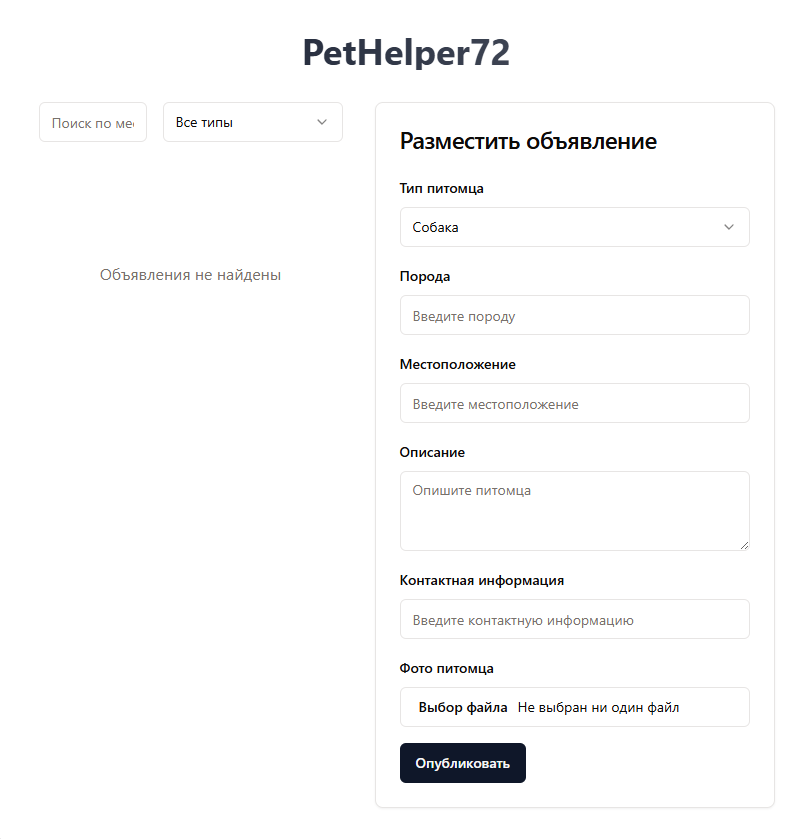 PetHelper72
Поиск по ме
Все типы
Объявления не найдены
Разместить объявление
Тип питомца
Собака
Порода
Введите породу
Местоположение
Введите местоположение
Описание
Опишите питомца
Контактная информация
Введите контактную информацию
Фото питомца
Выбор файла Не выбран ни один файл
Опубликовать